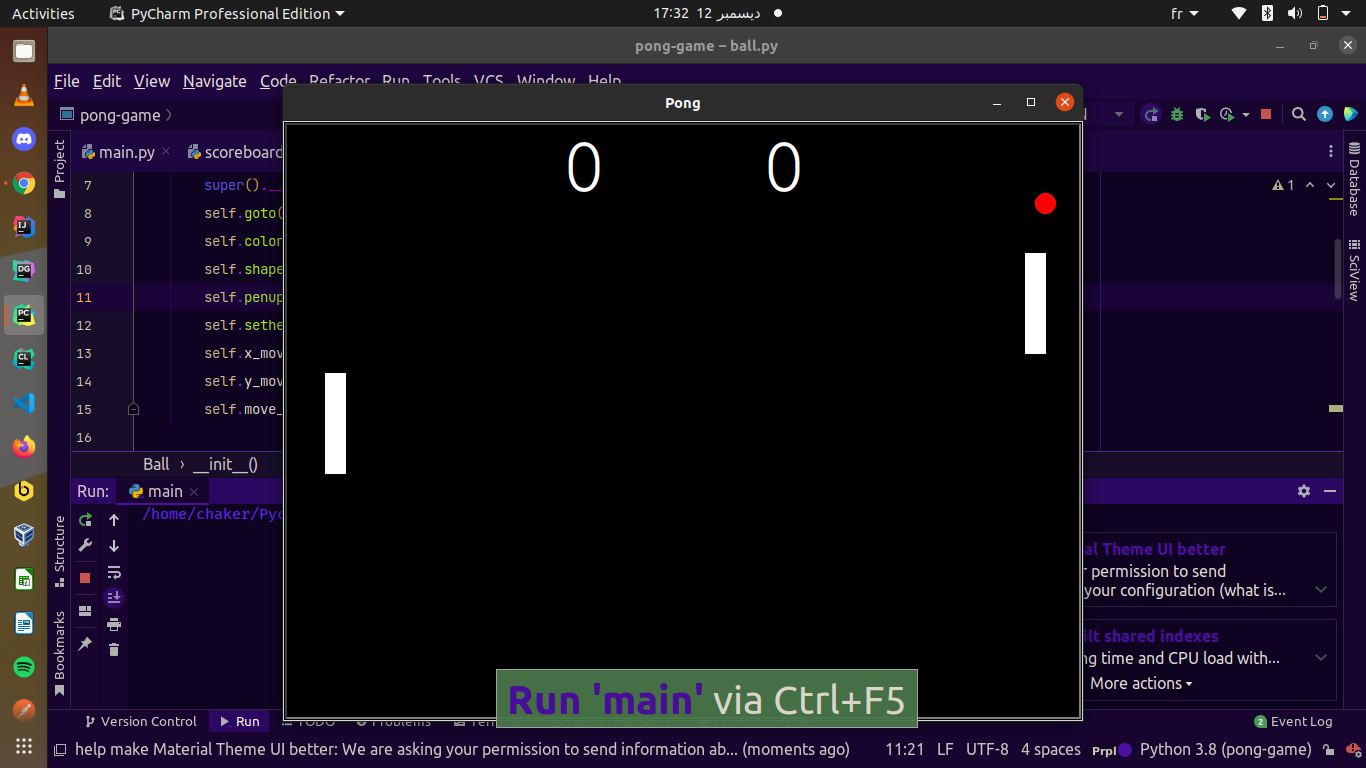 Activities
PyCharm Professional Edition
17:32 12 ديسمبر
fr
pong-game – ball.py
File Edit View Navigate Code Refactor Run Tools VCS Window Help
Pong
pong-game
Project
main.py
scoreboard
0 0
1
7 super().
8 self.goto(
9 self.color
10 self.shape
11 self.penup
12 self.sethe
13 self.x_mov
14 self.y_mov
15 self.move_
16
Database
SciView
Ball › __init__()
Run: main
/home/chaker/Pyc
Structure
Bookmarks
al Theme UI better
permission to send
your configuration (what is...
ilt shared indexes
ng time and CPU load with...
More actions
Run 'main' via Ctrl+F5
Version Control
Run
TODO
Problems
2 Event Log
help make Material Theme UI better: We are asking your permission to send information ab... (moments ago)
11:21 LF UTF-8 4 spaces Prpl Python 3.8 (pong-game)